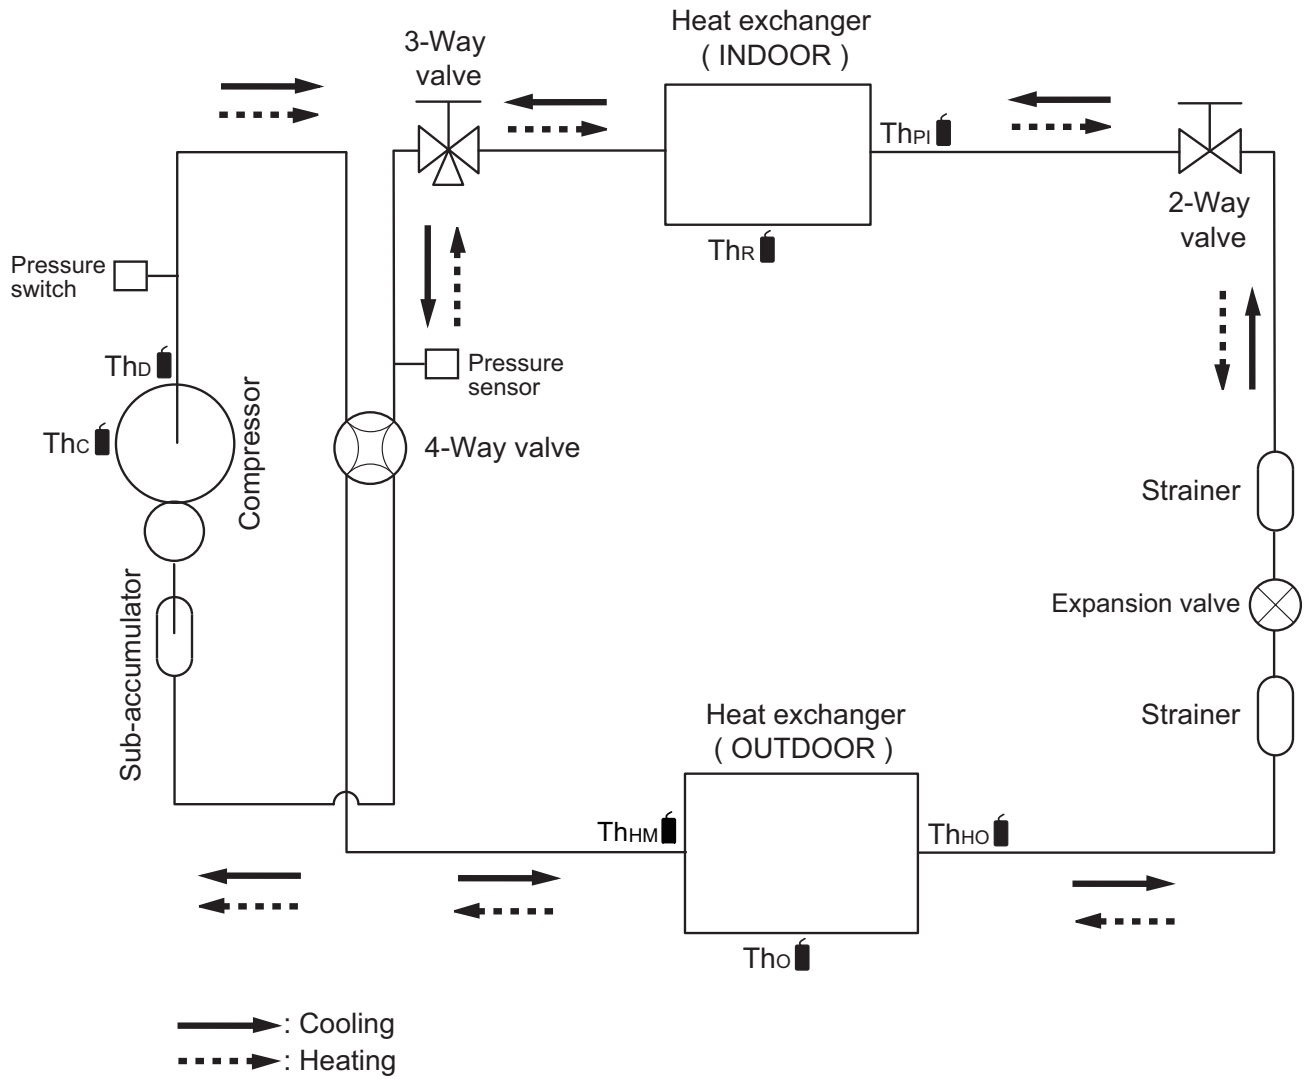 Heat exchanger
( INDOOR )
3-Way
valve
ThPI
2-Way
valve
ThR
Pressure
switch
ThD
Pressure
sensor
ThC
Compressor
4-Way valve
Strainer
Expansion valve
Sub-accumulator
Strainer
Heat exchanger
( OUTDOOR )
ThHM
ThHO
ThO
: Cooling
: Heating